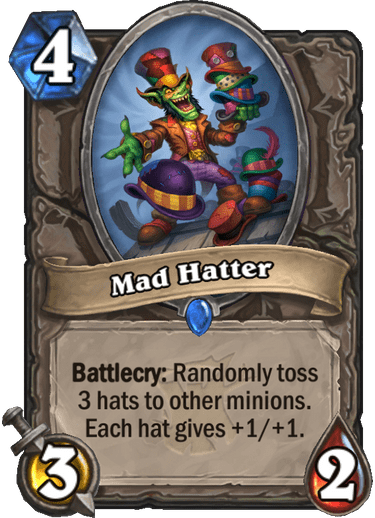 4
Mad Hatter
Battlecry: Randomly toss
3 hats to other minions.
Each hat gives +1/+1.
3
2